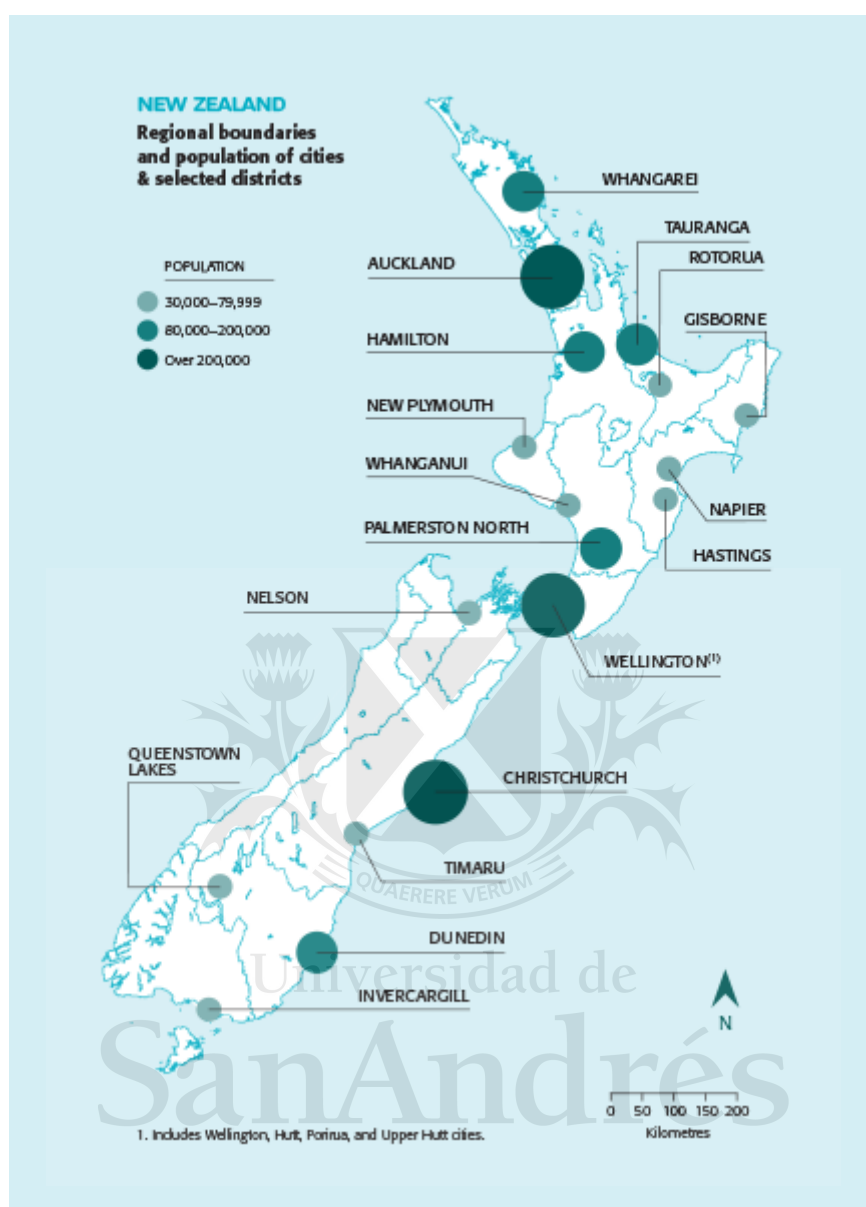 NEW ZEALAND
Regional boundaries
and population of cities
& selected districts
POPULATION
30,000–79,999
80,000–200,000
Over 200,000
WHANGAREI
TAURANGA
AUCKLAND
ROTORUA
GISBORNE
HAMILTON
NEW PLYMOUTH
WHANGANUI
NAPIER
PALMERSTON NORTH
HASTINGS
NELSON
WELLINGTON(1)
QUEENSTOWN
LAKES
CHRISTCHURCH
TIMARU
QUAERERE VERUM
DUNEDIN
Universidad de
INVERCARGILL
N
SanAndrés
0 50 100 150 200
Kilometres
1. Includes Wellington, Hutt, Porirua, and Upper Hutt cities.